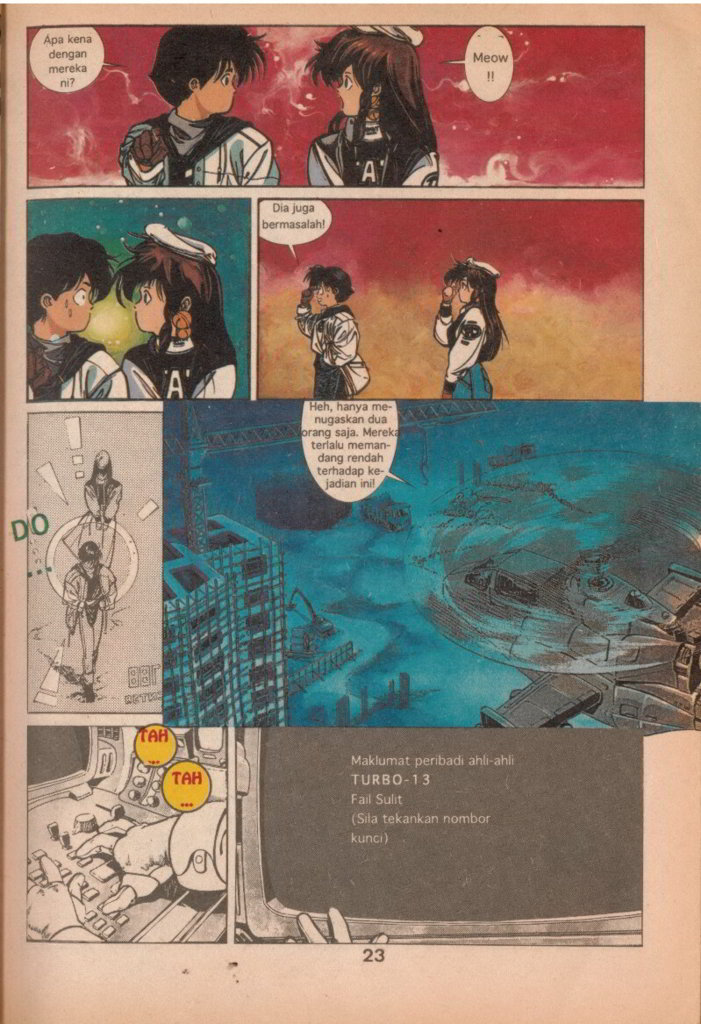 Apa kena
dengan
mereka
ni?
Meow
!!
Dia juga
bermasalah!
DO
...
Heh, hanya me-
nugaskan dua
orang saja. Mereka
terlalu meman-
dang rendah
terhadap ke-
jadian ini!
TAH
...
TAH
...
Maklumat peribadi ahli-ahli
TURBO-13
Fail Sulit
(Sila tekankan nombor
kunci)
23